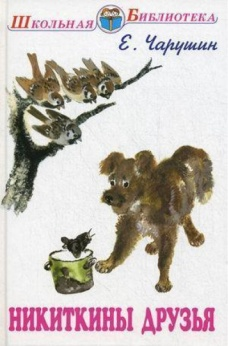 Школьная Библиотека
Е. Чарушин
НИКИТКИНЫ ДРУЗЬЯ